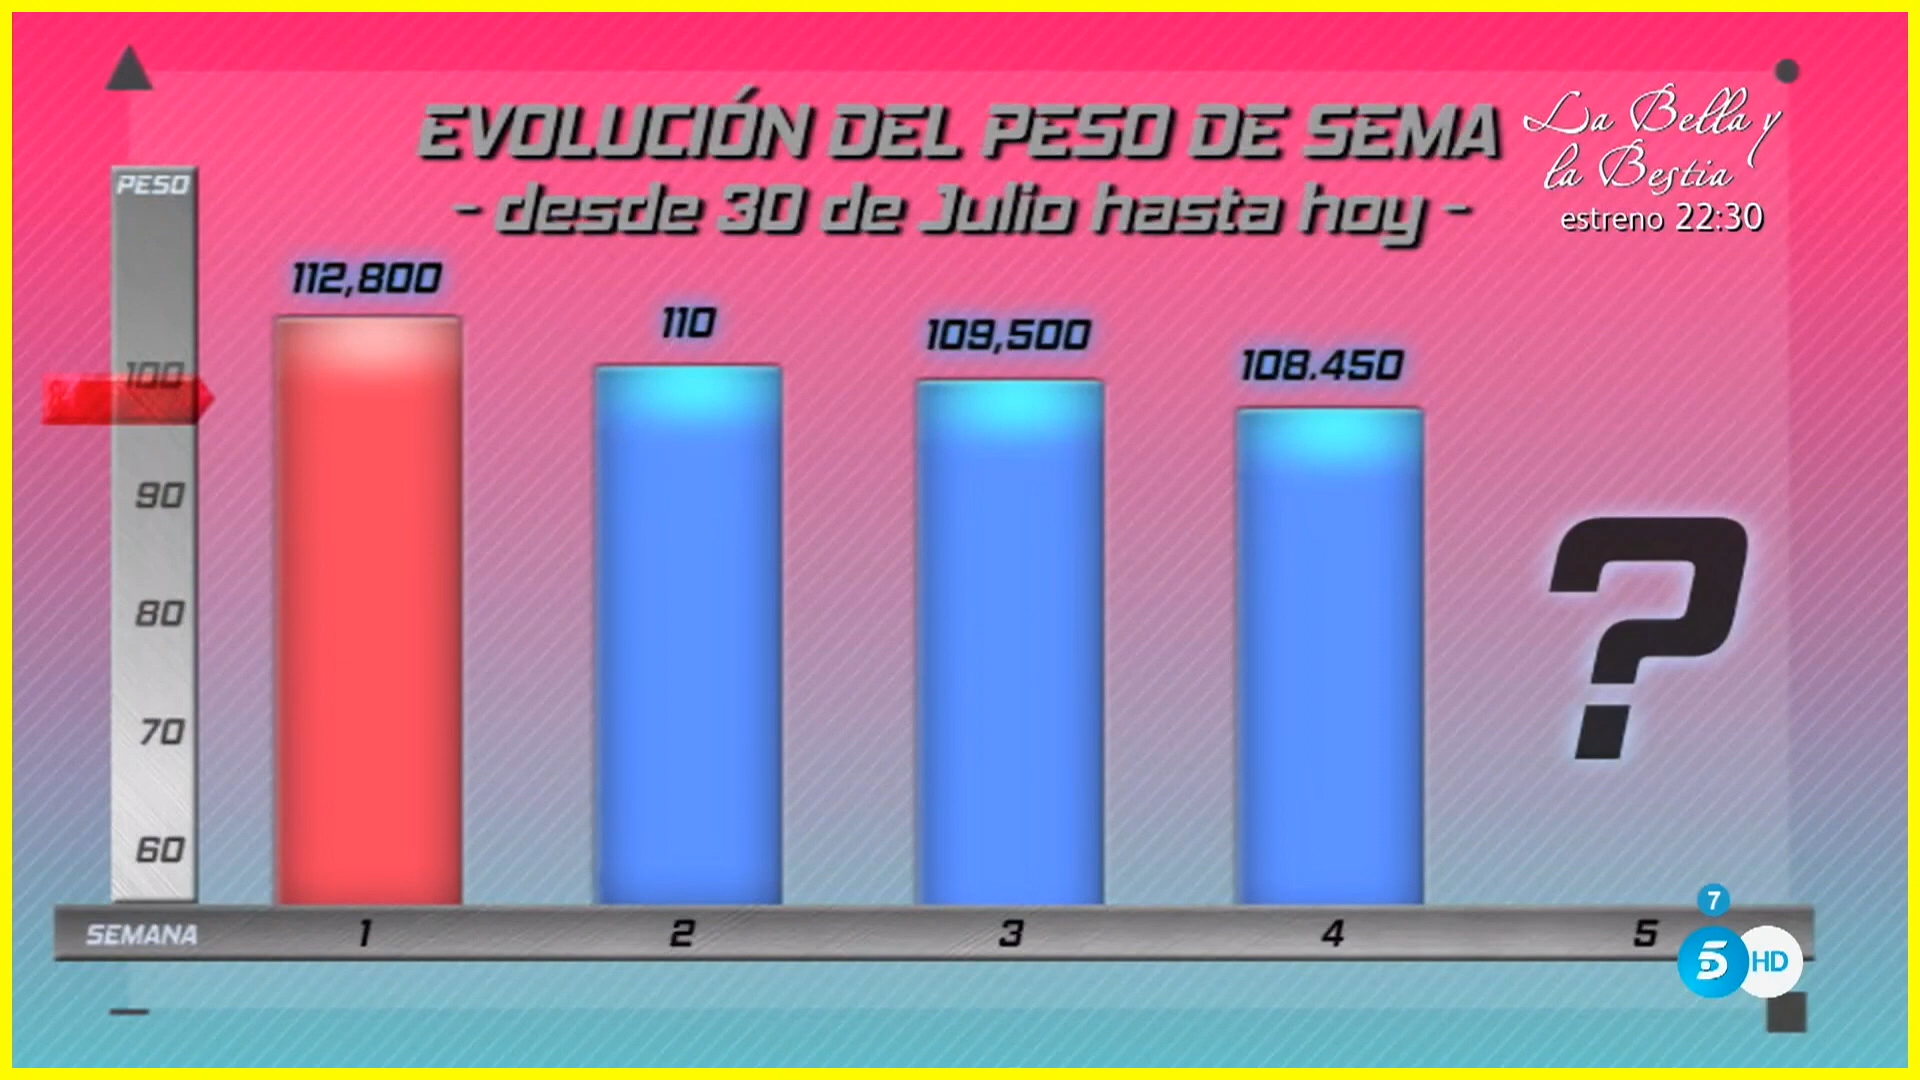 EVOLUCIÓN DEL PESO DE SEMA
- desde 30 de Julio hasta hoy -
La Bella y
la Bestia
estreno 22:30
PESO
112,800
110
109,500
108.450
100
90
80
70
60
?
SEMANA 1 2 3 4 5
7
5 HD